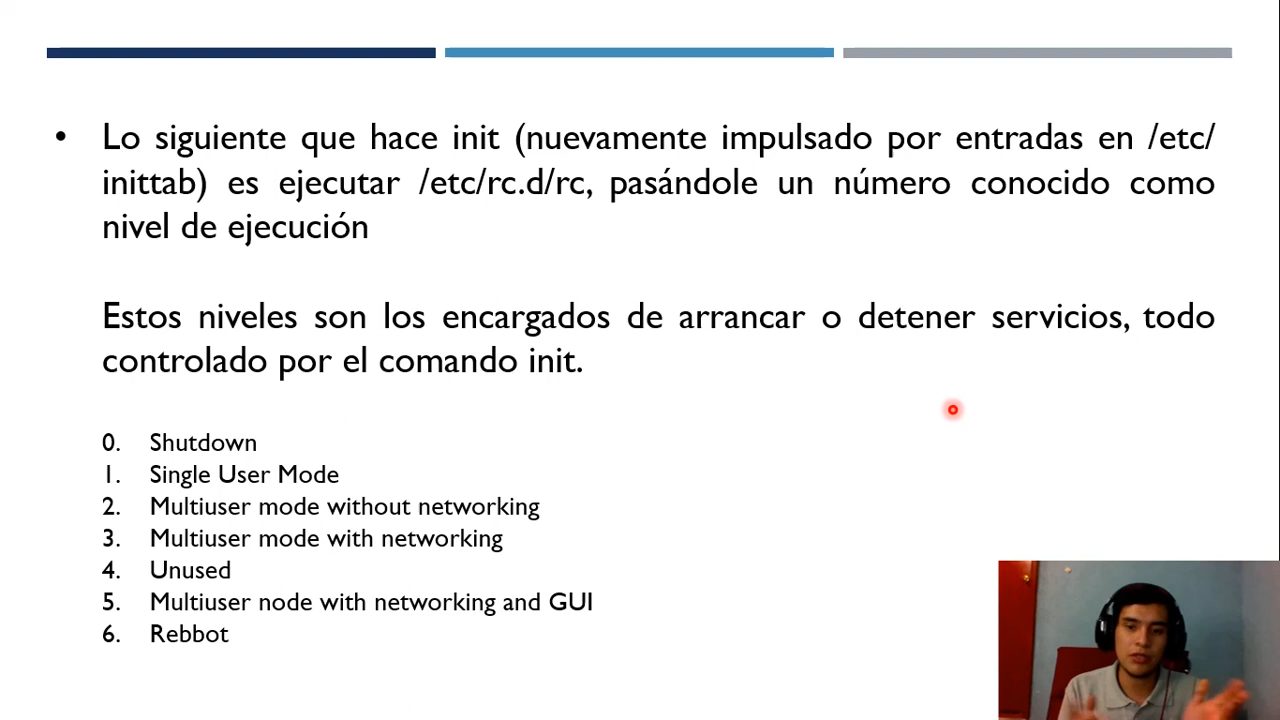 • Lo siguiente que hace init (nuevamente impulsado por entradas en /etc/
inittab) es ejecutar /etc/rc.d/rc, pasándole un número conocido como
nivel de ejecución
Estos niveles son los encargados de arrancar o detener servicios, todo
controlado por el comando init.
0. Shutdown
1. Single User Mode
2. Multiuser mode without networking
3. Multiuser mode with networking
4. Unused
5. Multiuser node with networking and GUI
6. Rebbot